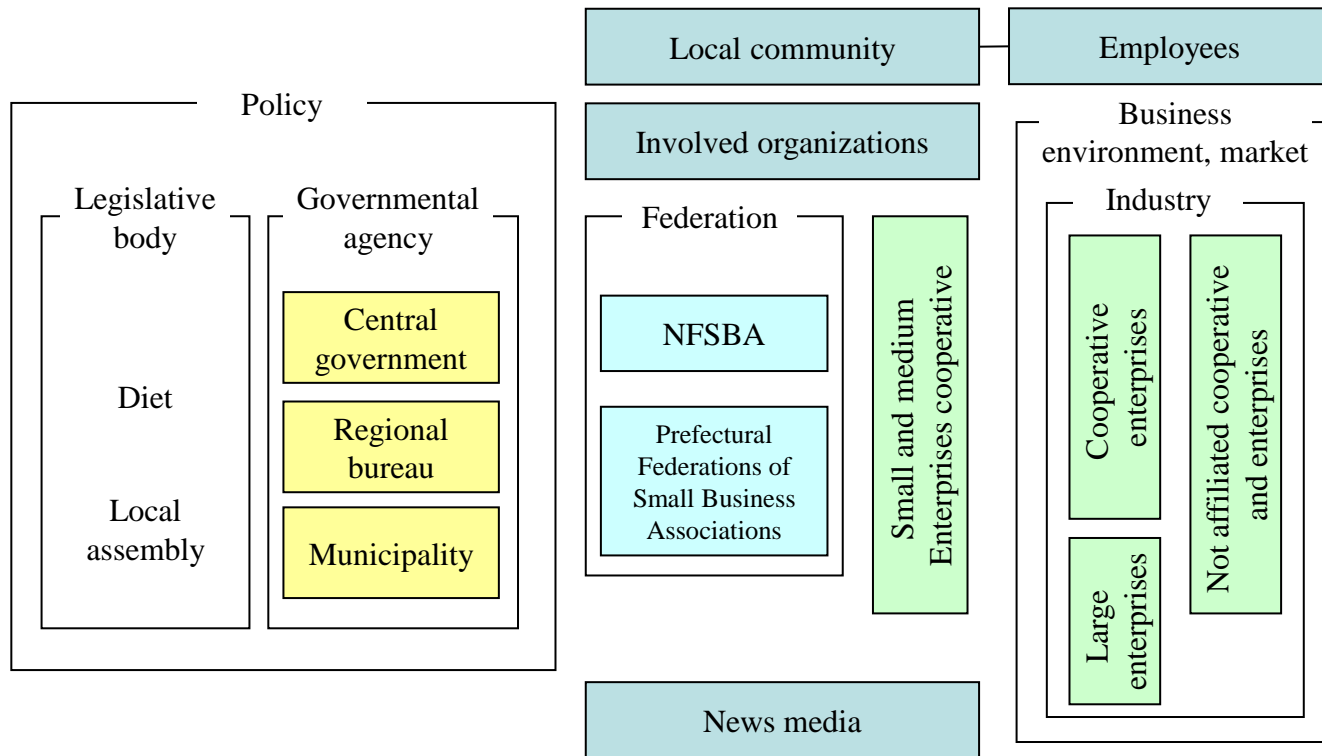 Local community
Employees
Policy
Involved organizations
Business
environment, market
Legislative
body
Diet
Local
assembly
Governmental
agency
Central
government
Regional
bureau
Municipality
Federation
NFSBA
Prefectural
Federations of
Small Business
Associations
Small and medium
Enterprises cooperative
Industry
Cooperative
enterprises
Large
enterprises
Not affiliated cooperative
and enterprises
News media